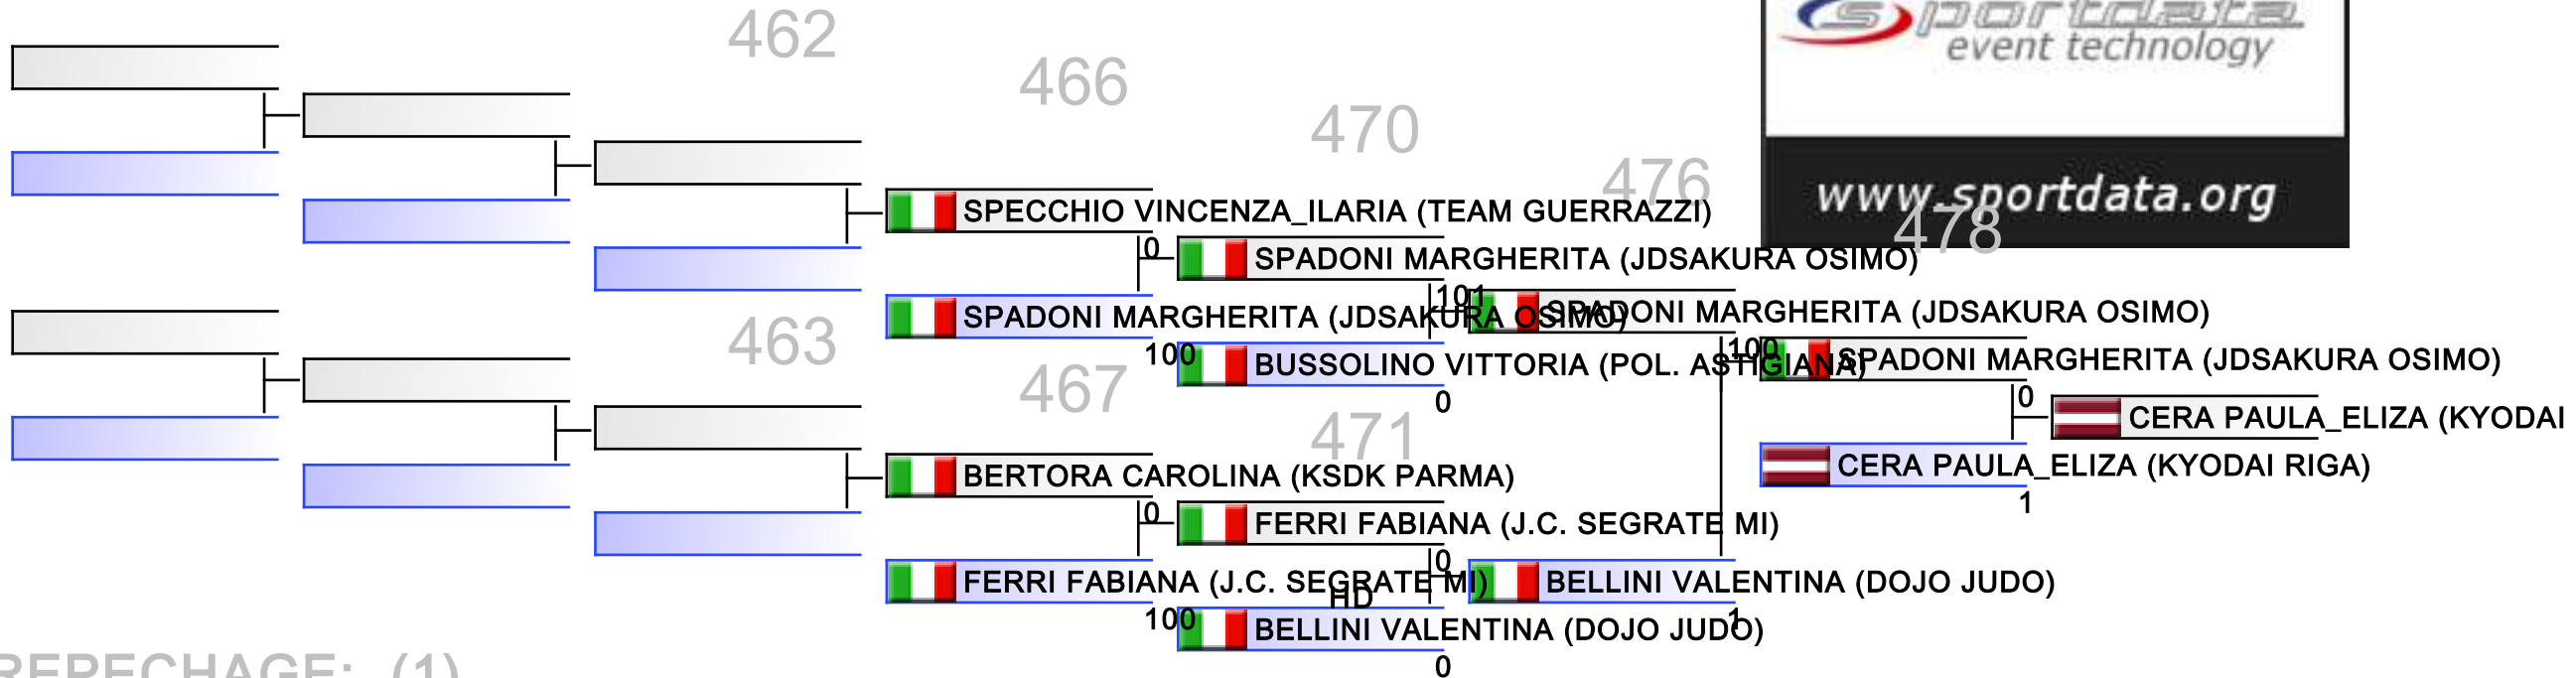 462
sportdata
event technology
466
470
476
www.sportdata.org
478
SPECCHIO VINCENZA_ILARIA (TEAM GUERRAZZI)
0
SPADONI MARGHERITA (JDSAKURA OSIMO)
101
SPADONI MARGHERITA (JDSAKURA OSIMO)
SPADONI MARGHERITA (JDSAKURA OSIMO)
463
100
100
BUSSOLINO VITTORIA (POL. ASTIGIANA)
SPADONI MARGHERITA (JDSAKURA OSIMO)
467
0
0
CERA PAULA_ELIZA (KYODAI
471
BERTORA CAROLINA (KSDK PARMA)
CERA PAULA_ELIZA (KYODAI RIGA)
1
0
FERRI FABIANA (J.C. SEGRATE MI)
0
FERRI FABIANA (J.C. SEGRATE MI)
BELLINI VALENTINA (DOJO JUDO)
HD
100
1
BELLINI VALENTINA (DOJO JUDO)
0
REPECHAGE: (1)